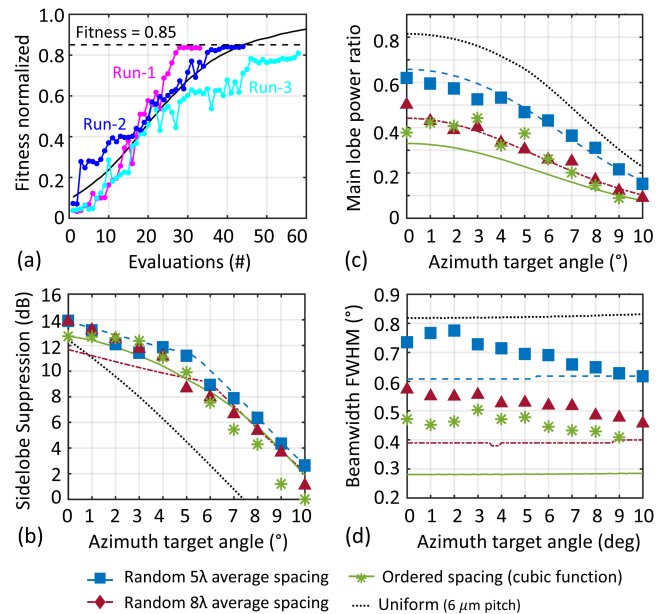 Fitness normalized
1.0
0.8
0.6
0.4
0.2
0
Fitness = 0.85
Run-1
Run-2
Run-3
0 10 20 30 40 50 60
Evaluations (#)
(a)
Main lobe power ratio
0.8
0.6
0.4
0.2
0
0 1 2 3 4 5 6 7 8 9 10
Azimuth target angle (°)
(c)
Sidelobe Suppression (dB)
16
14
12
10
8
6
4
2
0
0 1 2 3 4 5 6 7 8 9 10
Azimuth target angle (°)
(b)
Beamwidth FWHM (°)
0.9
0.8
0.7
0.6
0.5
0.4
0.3
0.2
0 1 2 3 4 5 6 7 8 9 10
Azimuth target angle (deg)
(d)
Random 5λ average spacing
Random 8λ average spacing
Ordered spacing (cubic function)
Uniform (6 μm pitch)